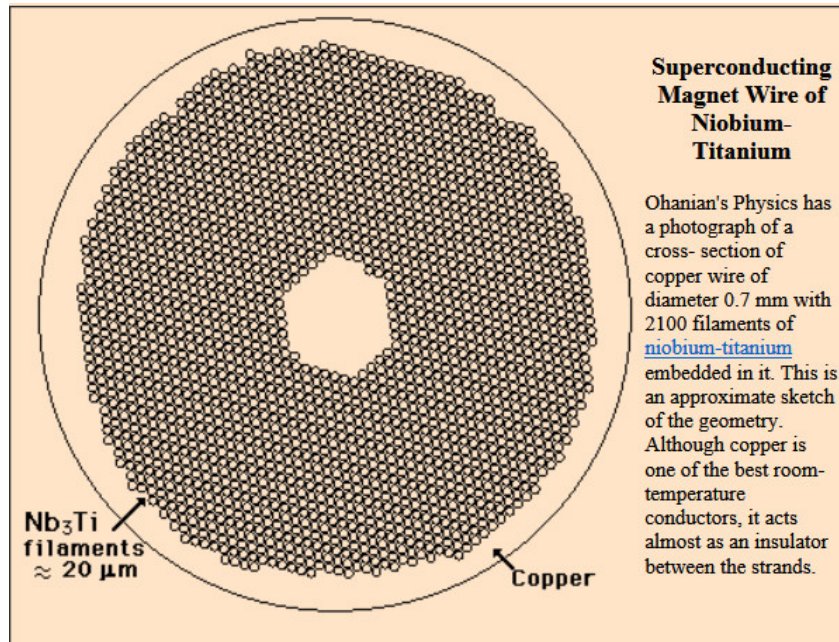 Superconducting
Magnet Wire of
Niobium-
Titanium
Ohanian's Physics has
a photograph of a
cross- section of
copper wire of
diameter 0.7 mm with
2100 filaments of
niobium-titanium
embedded in it. This is
an approximate sketch
of the geometry.
Although copper is
one of the best room-
temperature
conductors, it acts
almost as an insulator
between the strands.
Nb₃Ti
filaments
≈ 20 μm
Copper